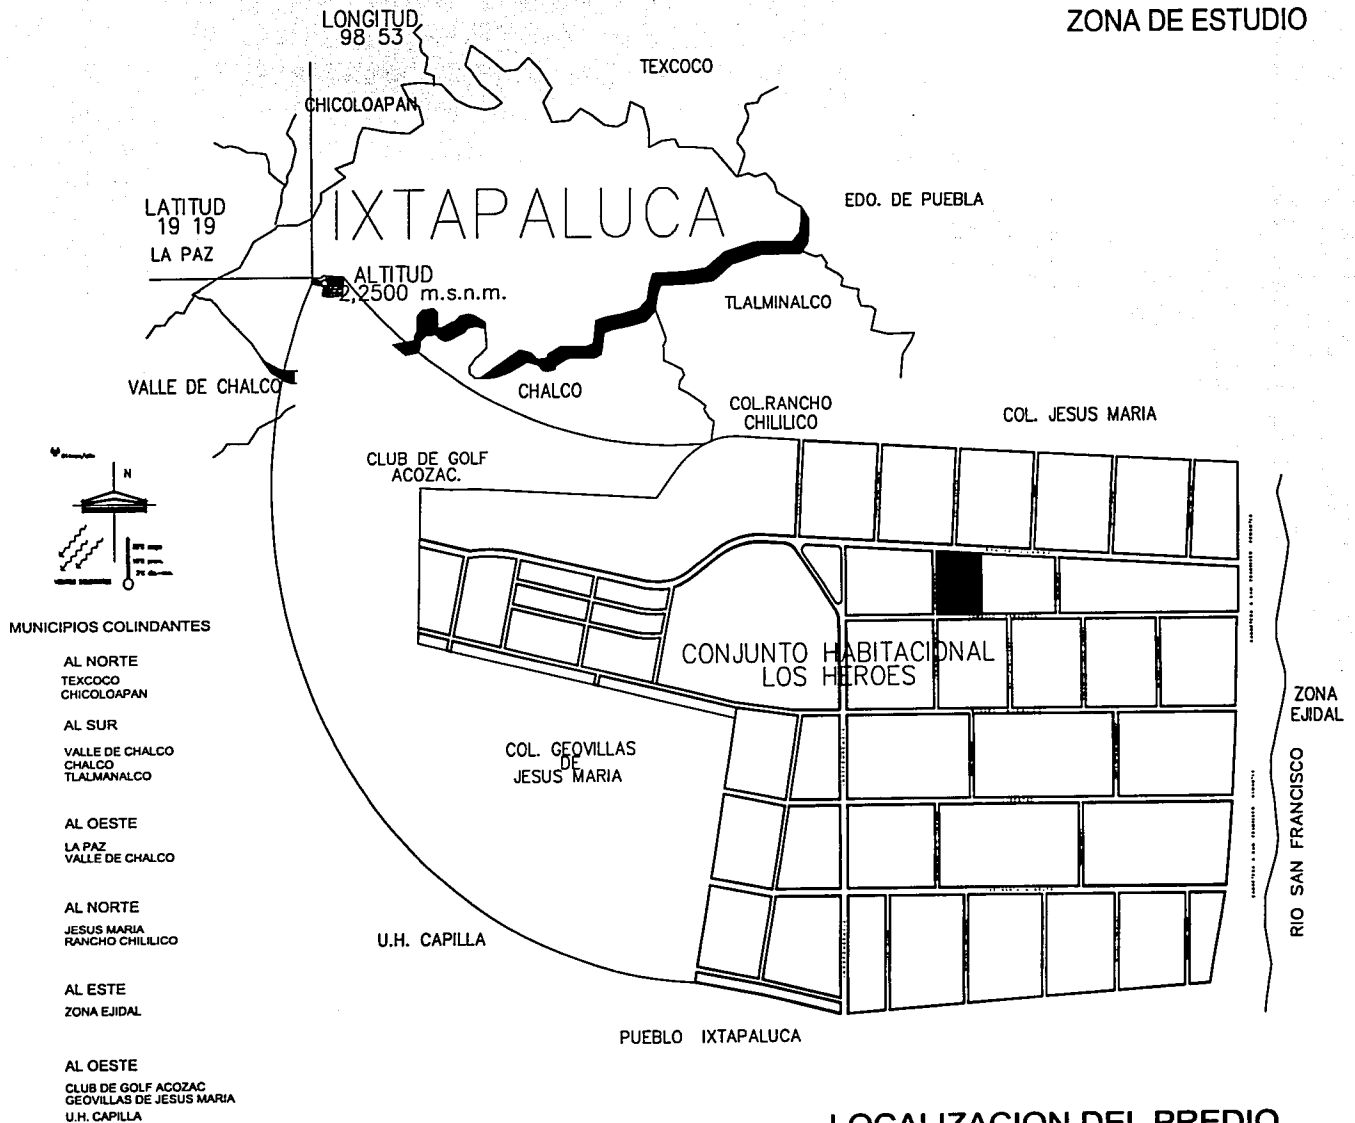 ZONA DE ESTUDIO
LONGITUD
98 53
TEXCOCO
CHICOLOAPAN
IXTAPALUCA
EDO. DE PUEBLA
LATITUD
19 19
LA PAZ
ALTITUD
2,2500 m.s.n.m.
TLALMINALCO
VALLE DE CHALCO
CHALCO
COL.RANCHO
CHILILICO
COL. JESUS MARIA
CLUB DE GOLF
ACOZAC.
N
CONJUNTO HABITACIONAL
LOS HEROES
ZONA
EJIDAL
COL. GEOVILLAS
DE
JESUS MARIA
RIO SAN FRANCISCO
U.H. CAPILLA
PUEBLO IXTAPALUCA
MUNICIPIOS COLINDANTES
AL NORTE
TEXCOCO
CHICOLOAPAN
AL SUR
VALLE DE CHALCO
CHALCO
TLALMANALCO
AL OESTE
LA PAZ
VALLE DE CHALCO
AL NORTE
JESUS MARIA
RANCHO CHILILICO
AL ESTE
ZONA EJIDAL
AL OESTE
CLUB DE GOLF ACOZAC
GEOVILLAS DE JESUS MARIA
U.H. CAPILLA
LOCALIZACION DEL PREDIO